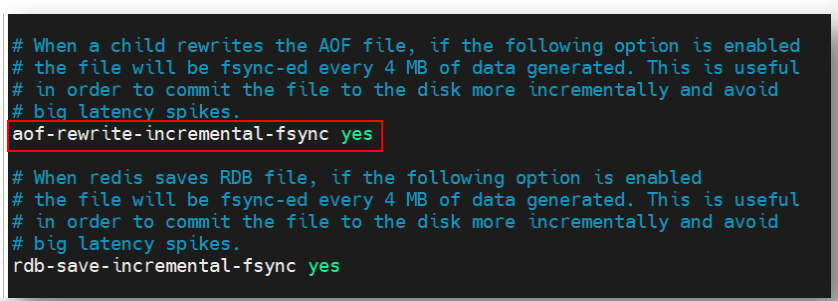 # When a child rewrites the AOF file, if the following option is enabled
# the file will be fsync-ed every 4 MB of data generated. This is useful
# in order to commit the file to the disk more incrementally and avoid
# big latency spikes.
aof-rewrite-incremental-fsync yes
# When redis saves RDB file, if the following option is enabled
# the file will be fsync-ed every 4 MB of data generated. This is useful
# in order to commit the file to the disk more incrementally and avoid
# big latency spikes.
rdb-save-incremental-fsync yes